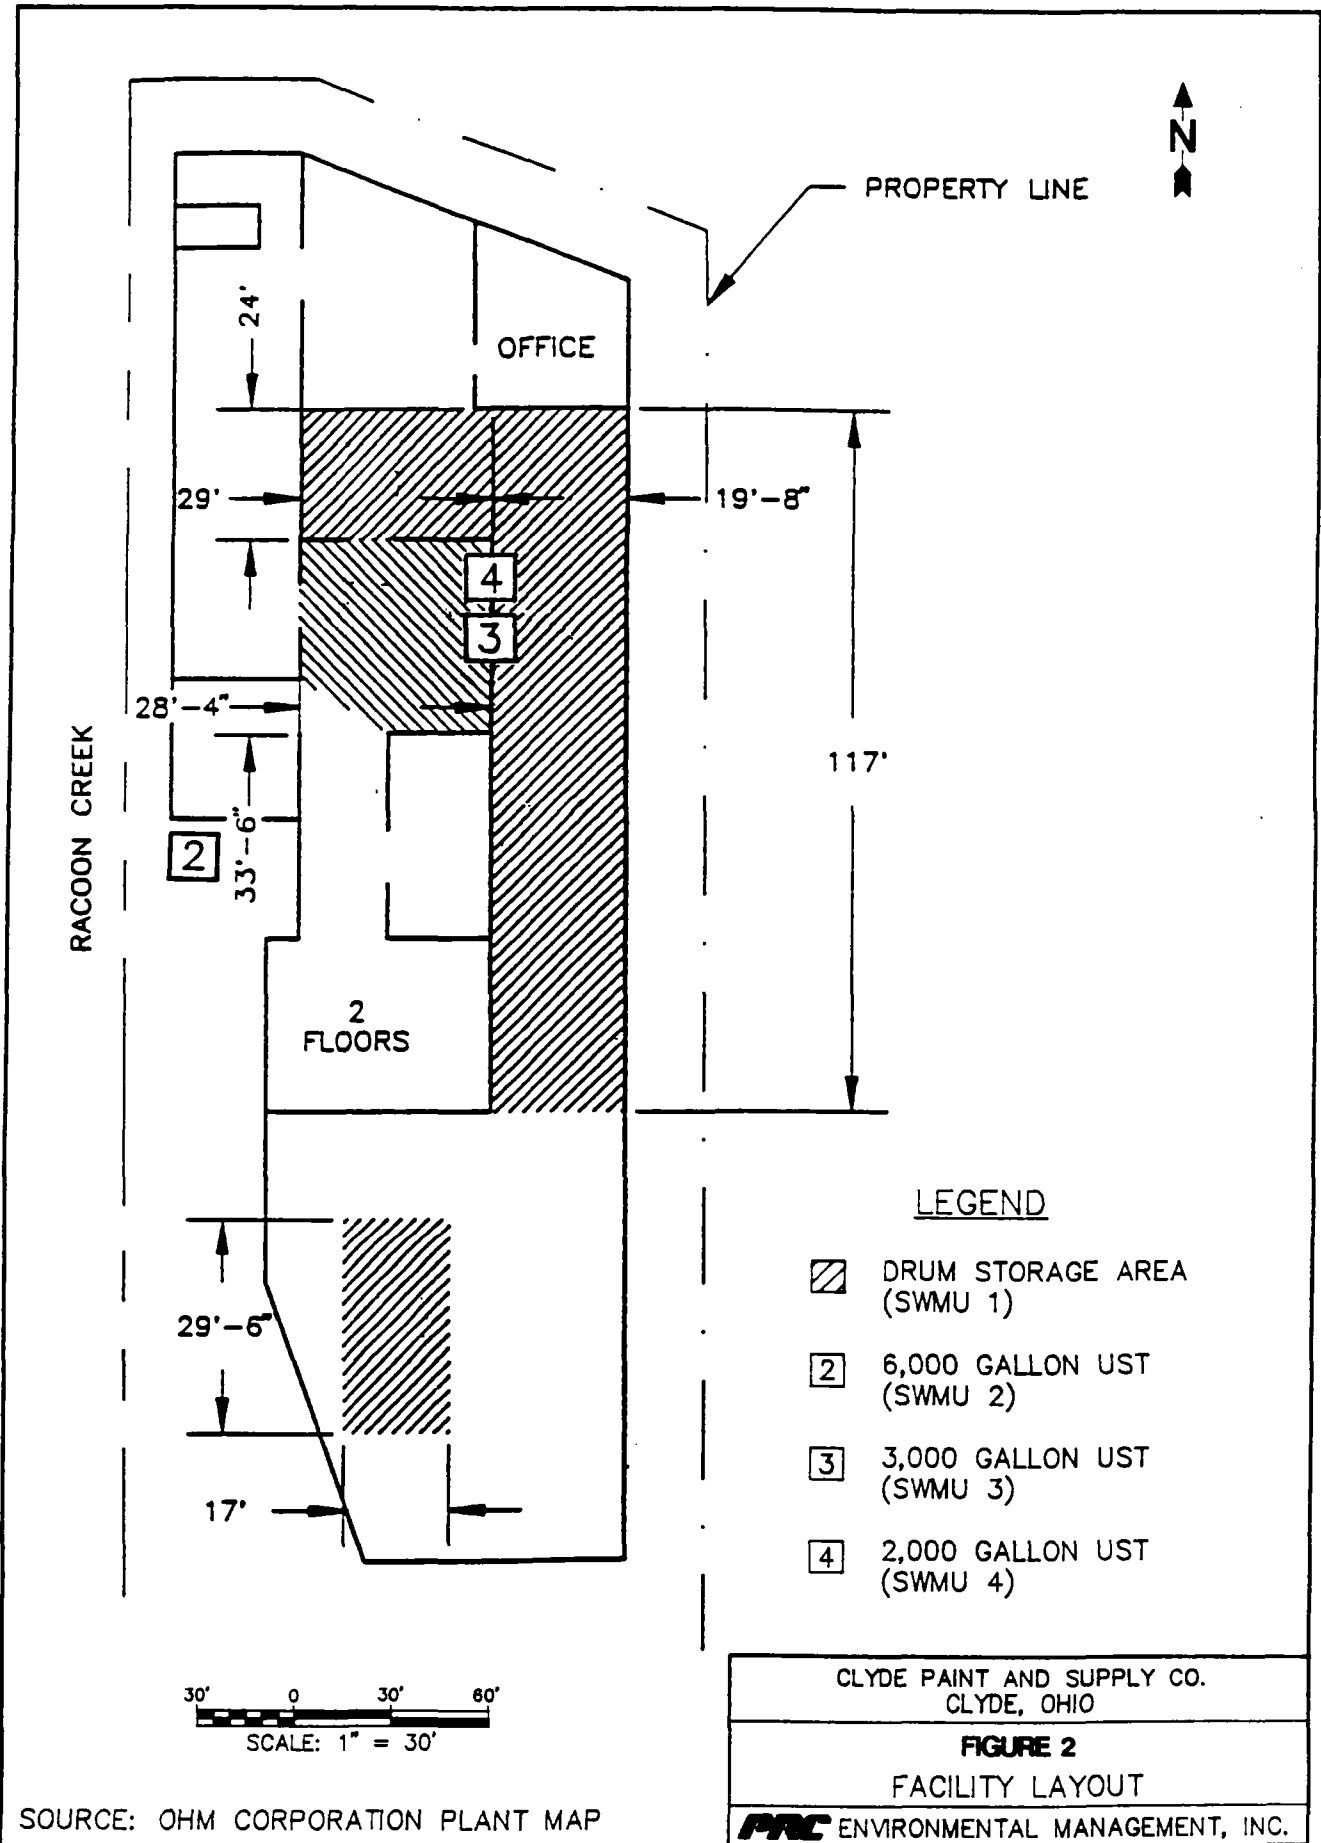 N
PROPERTY LINE
24'
OFFICE
29'
19'-8"
4
3
28'-4"
RACOON CREEK
117'
2
33'-6"
2
FLOORS
LEGEND
DRUM STORAGE AREA
(SWMU 1)
29'-6"
2 6,000 GALLON UST
(SWMU 2)
3 3,000 GALLON UST
(SWMU 3)
17'
4 2,000 GALLON UST
(SWMU 4)
30' 0 30' 60'
SCALE: 1" = 30'
CLYDE PAINT AND SUPPLY CO.
CLYDE, OHIO
FIGURE 2
FACILITY LAYOUT
SOURCE: OHM CORPORATION PLANT MAP
PRC ENVIRONMENTAL MANAGEMENT, INC.